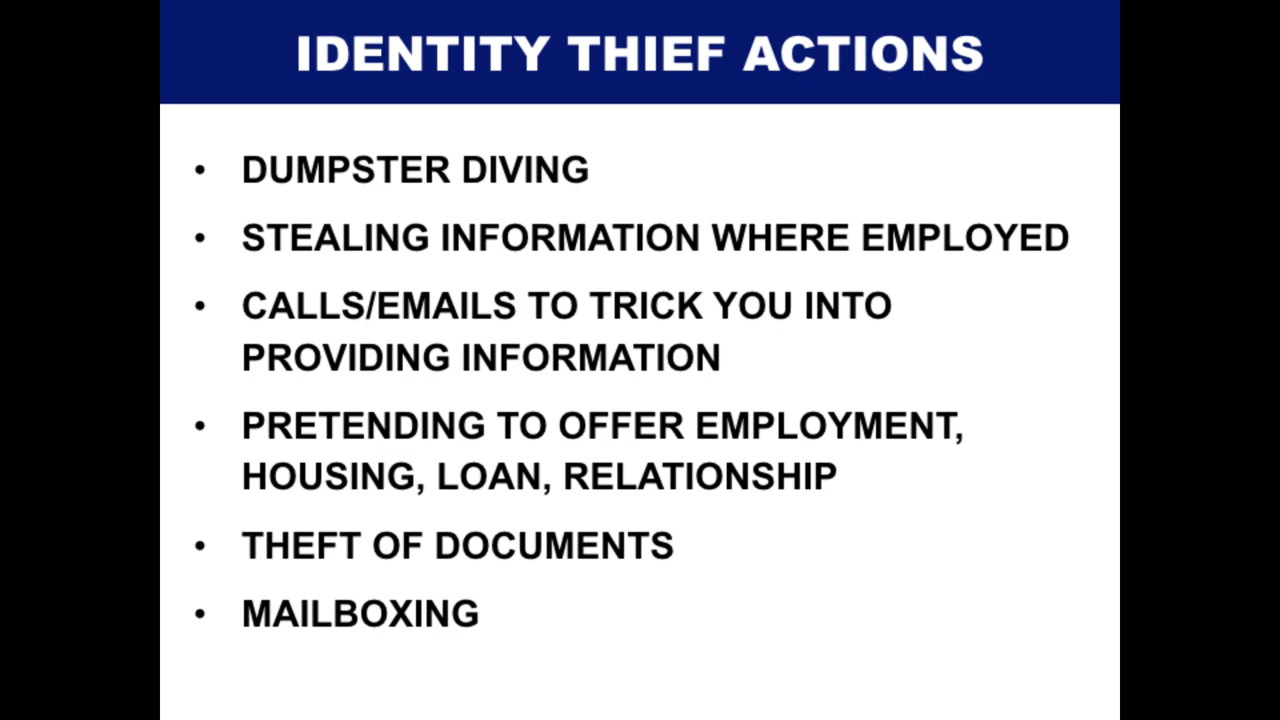 IDENTITY THIEF ACTIONS
• DUMPSTER DIVING
• STEALING INFORMATION WHERE EMPLOYED
• CALLS/EMAILS TO TRICK YOU INTO
PROVIDING INFORMATION
• PRETENDING TO OFFER EMPLOYMENT,
HOUSING, LOAN, RELATIONSHIP
• THEFT OF DOCUMENTS
• MAILBOXING